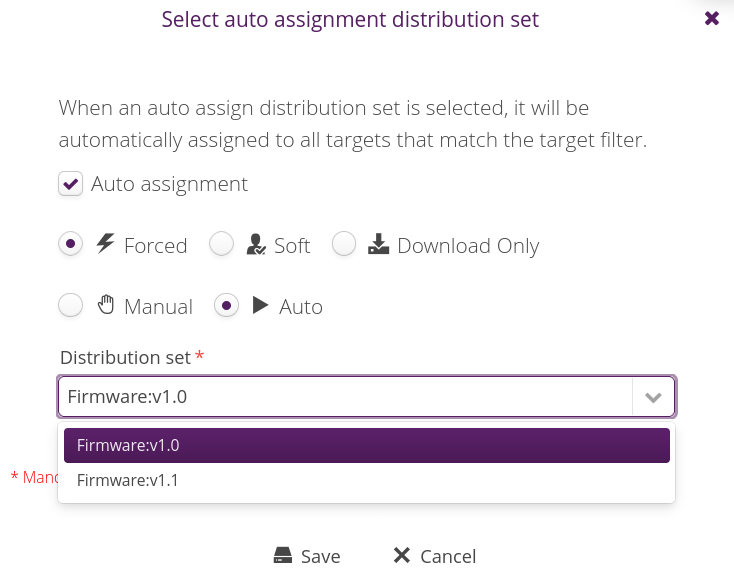 Select auto assignment distribution set
When an auto assign distribution set is selected, it will be
automatically assigned to all targets that match the target filter.
Auto assignment
Forced Soft Download Only
Manual Auto
Distribution set *
Firmware:v1.0
Firmware:v1.0
*
Firmware:v1.1
Save Cancel